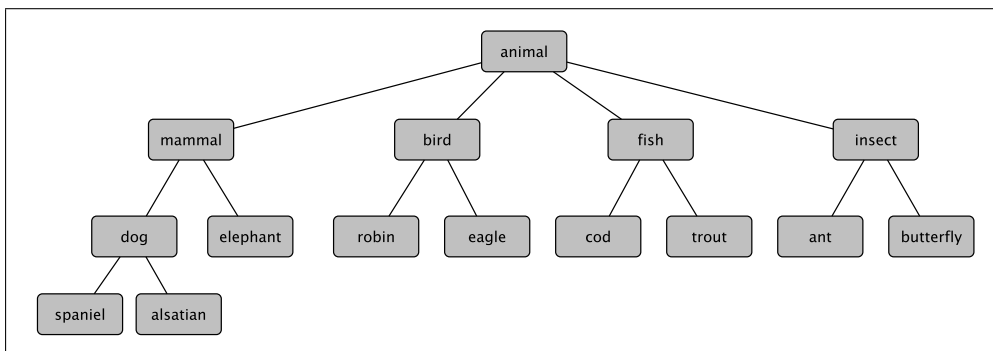 animal
mammal bird fish insect
dog elephant robin eagle cod trout ant butterfly
spaniel alsatian